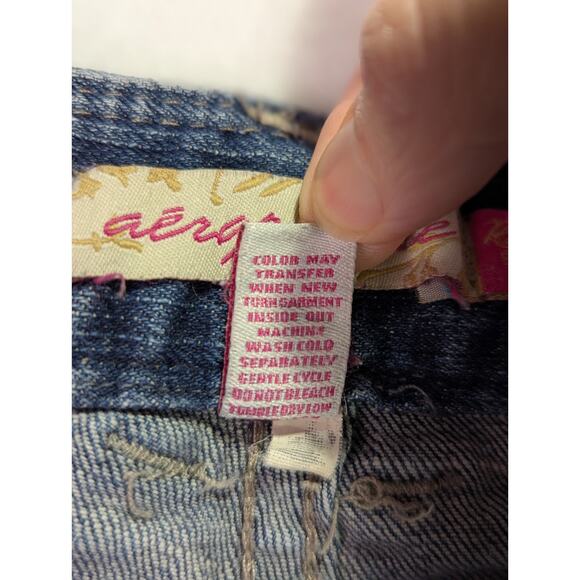 aérop
COLOR MAY
TRANSFER
WHEN NEW
TURN GARMENT
INSIDE OUT
MACHINE
WASH COLD
SEPARATELY
GENTLE CYCLE
DO NOT BLEACH
TUMBLE DRY LOW